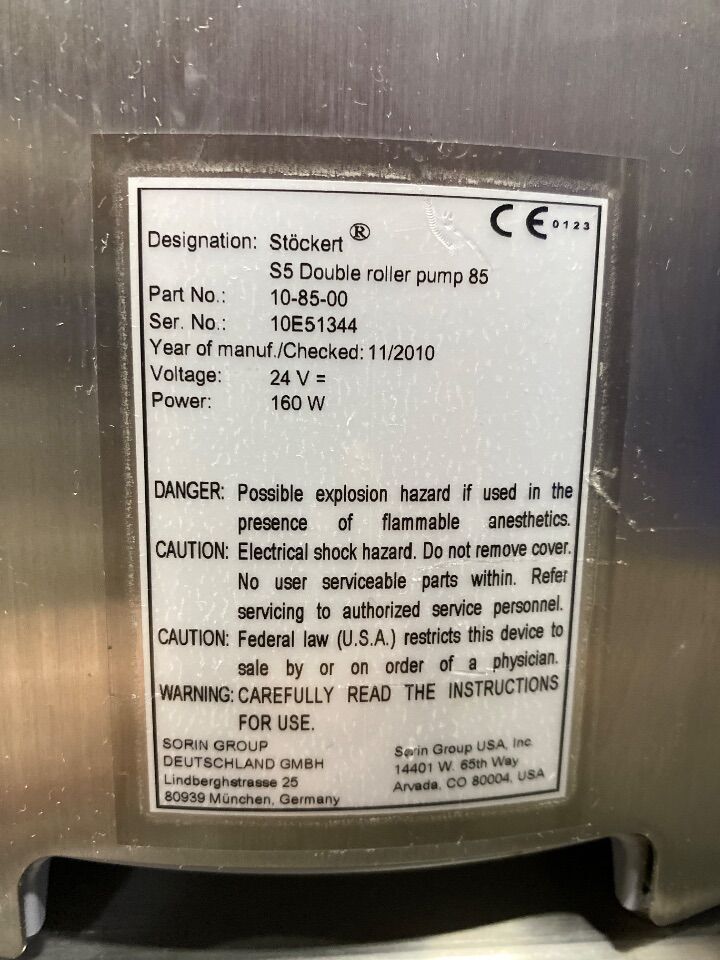 CE 0123
Designation: Stöckert ®
S5 Double roller pump 85
Part No.: 10-85-00
Ser. No.: 10E51344
Year of manuf./Checked: 11/2010
Voltage: 24 V =
Power: 160 W
DANGER: Possible explosion hazard if used in the
presence of flammable anesthetics.
CAUTION: Electrical shock hazard. Do not remove cover.
No user serviceable parts within. Refer
servicing to authorized service personnel.
CAUTION: Federal law (U.S.A.) restricts this device to
sale by or on order of a physician.
WARNING: CAREFULLY READ THE INSTRUCTIONS
FOR USE.
SORIN GROUP
DEUTSCHLAND GMBH
Lindberghstrasse 25
80939 München, Germany
Sorin Group USA, Inc.
14401 W. 65th Way
Arvada, CO 80004, USA